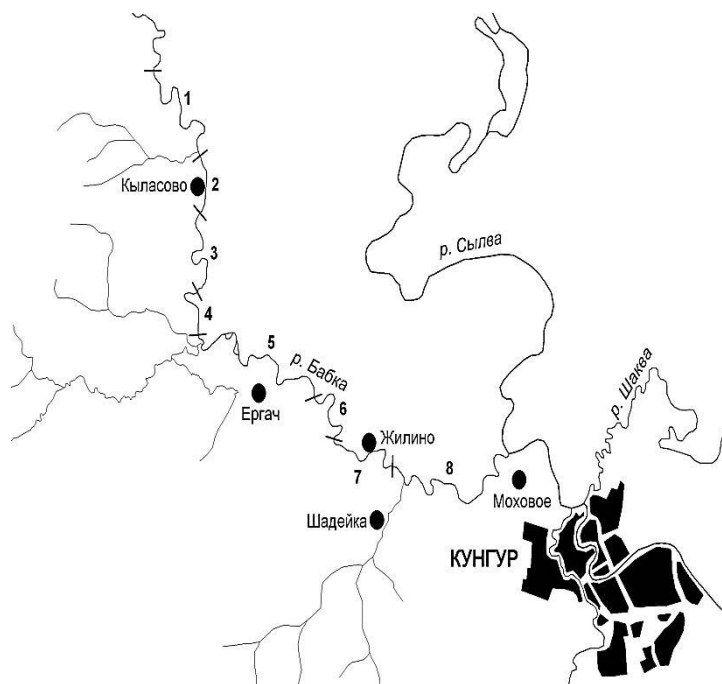 1
Кыласово
2
3
р. Сылва
4
5
р. Бабка
р. Шаква
Ергач
6
Жилино
7
8
Моховое
Шадейка
КУНГУР